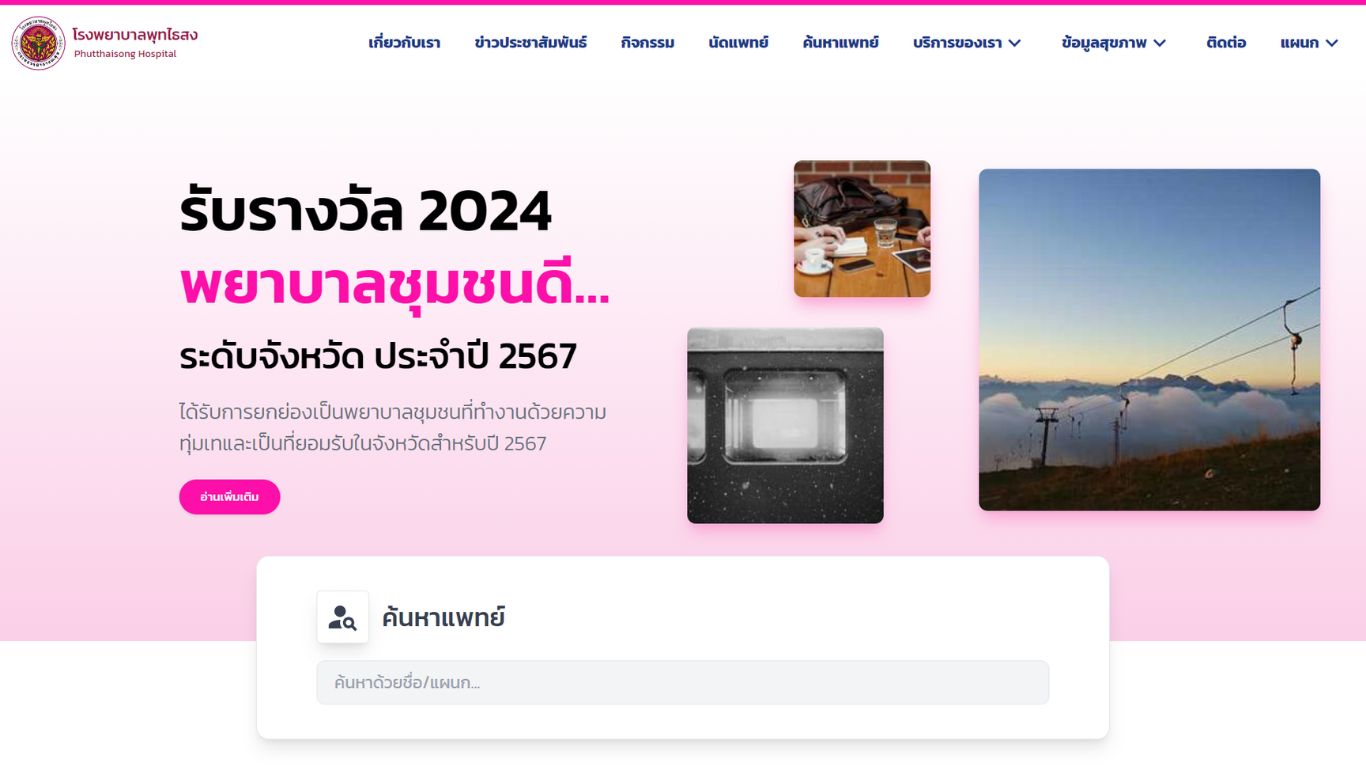 โรงพยาบาลพุทไธสง
Phutthaisong Hospital
เกี่ยวกับเรา
ข่าวประชาสัมพันธ์
กิจกรรม
นัดแพทย์
ค้นหาแพทย์
บริการของเรา
ข้อมูลสุขภาพ
ติดต่อ
แผนก
รับรางวัล 2024
พยาบาลชุมชนดี...
ระดับจังหวัด ประจำปี 2567
ได้รับการยกย่องเป็นพยาบาลชุมชนที่ทำงานด้วยความ
ทุ่มเทและเป็นที่ยอมรับในจังหวัดสำหรับปี 2567
อ่านเพิ่มเติม
ค้นหาแพทย์
ค้นหาด้วยชื่อ/แผนก...